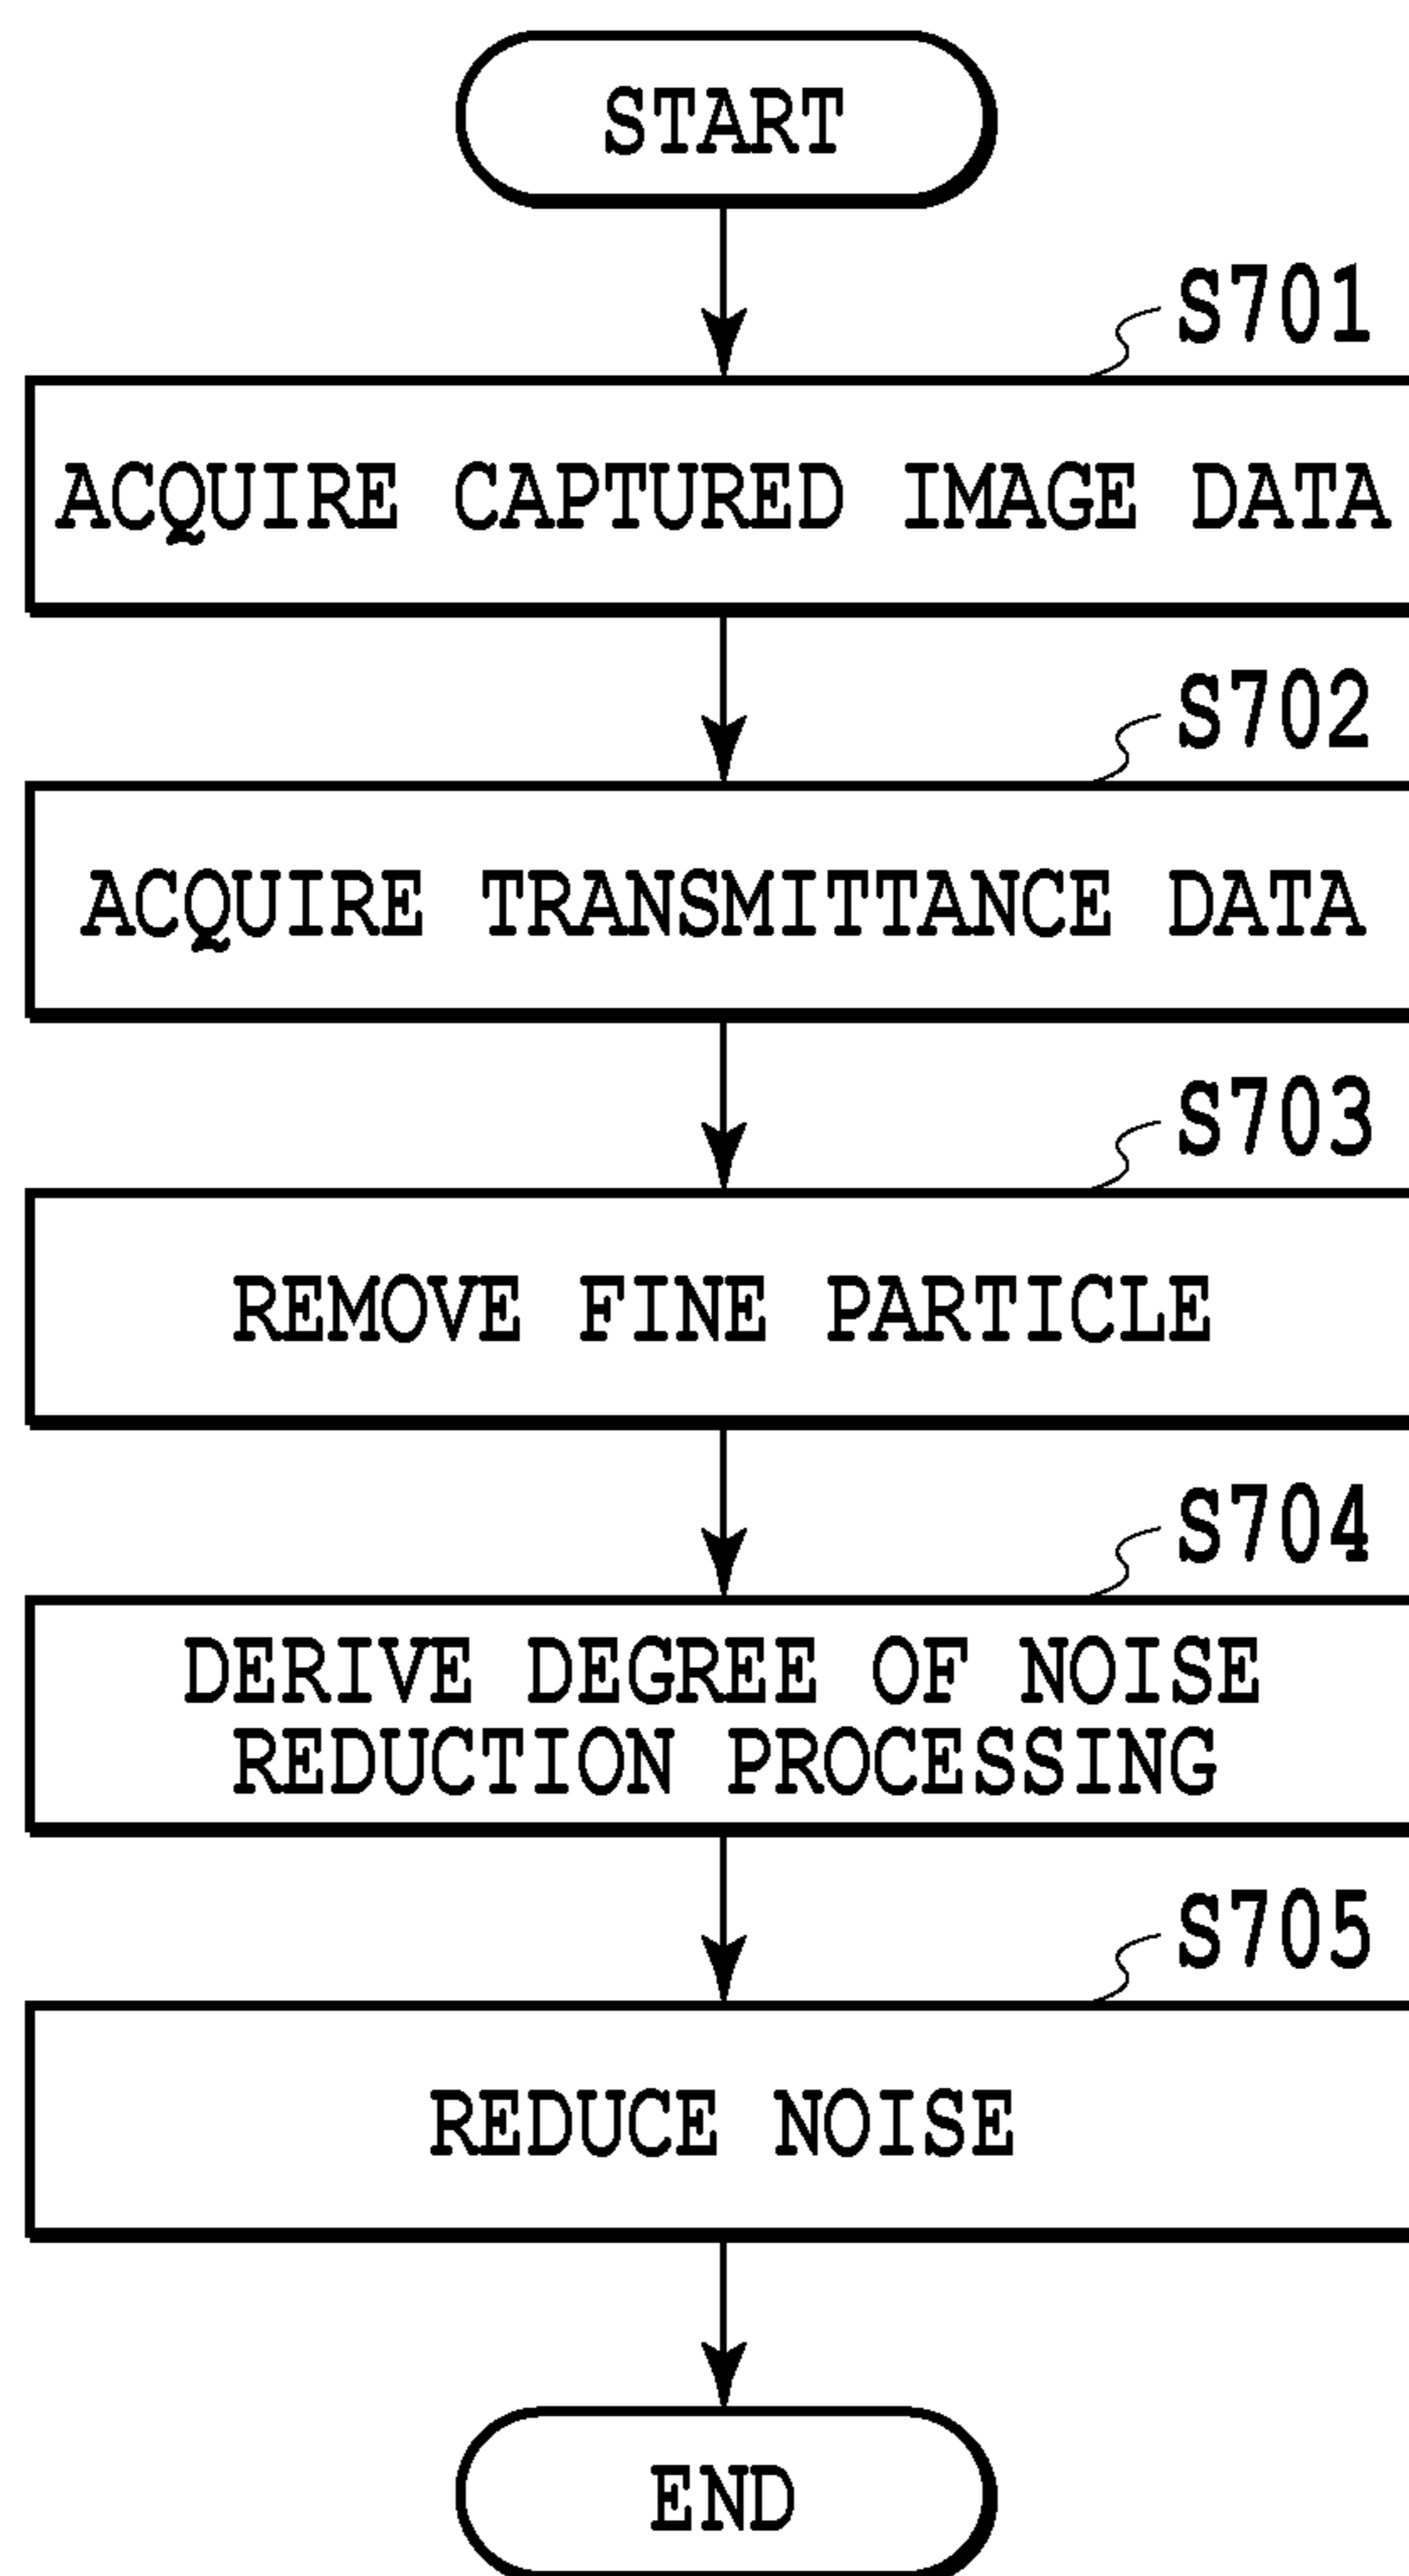 START
S701
ACQUIRE CAPTURED IMAGE DATA
S702
ACQUIRE TRANSMITTANCE DATA
S703
REMOVE FINE PARTICLE
S704
DERIVE DEGREE OF NOISE
REDUCTION PROCESSING
S705
REDUCE NOISE
END